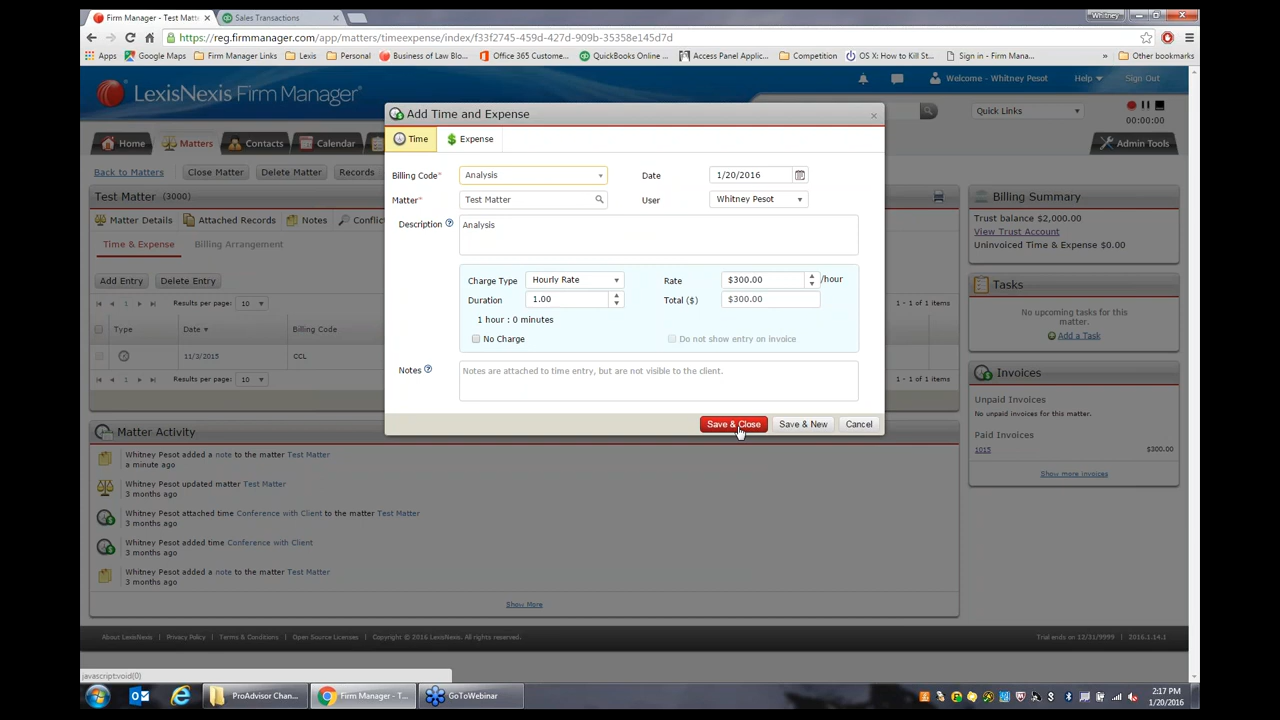 Firm Manager - Test Matt
Sales Transactions
Whitney
https://reg.firmmanager.com/app/matters/timeexpense/index/f33f2745-459d-427d-909b-35358e145d7d
Apps Google Maps Firm Manager Links Lexis Personal Business of Law Blo... Office 365 Custome... QuickBooks Online ... Access Panel Applic... Competition OS X: How to Kill St... Sign in - Firm Mana... Other bookmarks
LexisNexis Firm Manager
Welcome - Whitney Pesot Help Sign Out
Quick Links
00:00:00
Home Matters Contacts Calendar
Admin Tools
Back to Matters Close Matter Delete Matter Records
Test Matter (3000)
Matter Details Attached Records Notes Conflic
Time & Expense Billing Arrangement
Add Entry Delete Entry
1 Results per page: 10
1 - 1 of 1 items
Type Date Billing Code
11/3/2015 CCL
1 Results per page: 10
1 - 1 of 1 items
Add Time and Expense
Time Expense
Billing Code* Analysis Date 1/20/2016
Matter* Test Matter User Whitney Pesot
Description Analysis
Charge Type Hourly Rate Rate $300.00 /hour
Duration 1.00 Total ($) $300.00
1 hour : 0 minutes
No Charge Do not show entry on invoice
Notes Notes are attached to time entry, but are not visible to the client.
Save & Close Save & New Cancel
Billing Summary
Trust balance $2,000.00
View Trust Account
Uninvoiced Time & Expense $0.00
Tasks
No upcoming tasks for this
matter.
Add a Task
Invoices
Unpaid Invoices
No unpaid invoices for this matter.
Paid Invoices
1015 $300.00
Show more invoices
Matter Activity
Whitney Pesot added a note to the matter Test Matter
a minute ago
Whitney Pesot updated matter Test Matter
3 months ago
Whitney Pesot attached time Conference with Client to the matter Test Matter
3 months ago
Whitney Pesot added time Conference with Client
3 months ago
Whitney Pesot added a note to the matter Test Matter
3 months ago
Show More
About LexisNexis | Privacy Policy | Terms & Conditions | Open Source Licenses | Copyright © 2016 LexisNexis. All rights reserved.
Trial ends on 12/31/9999 | 2016.1.14.1
javascript:void(0)
ProAdvisor Chan... Firm Manager - T... GoToWebinar
2:17 PM
1/20/2016